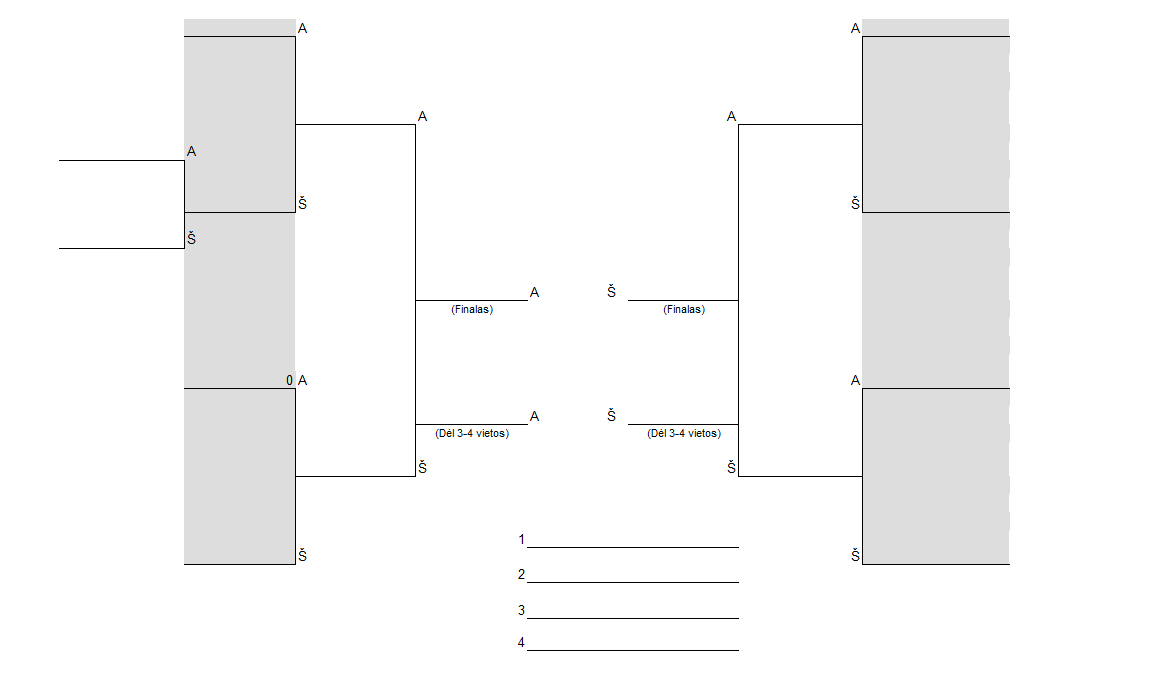 A A
A A
A
Š Š
Š
A Š
(Finalas) (Finalas)
0 A A
A Š
(Dėl 3-4 vietos) (Dėl 3-4 vietos)
Š Š
1
Š Š
2
3
4